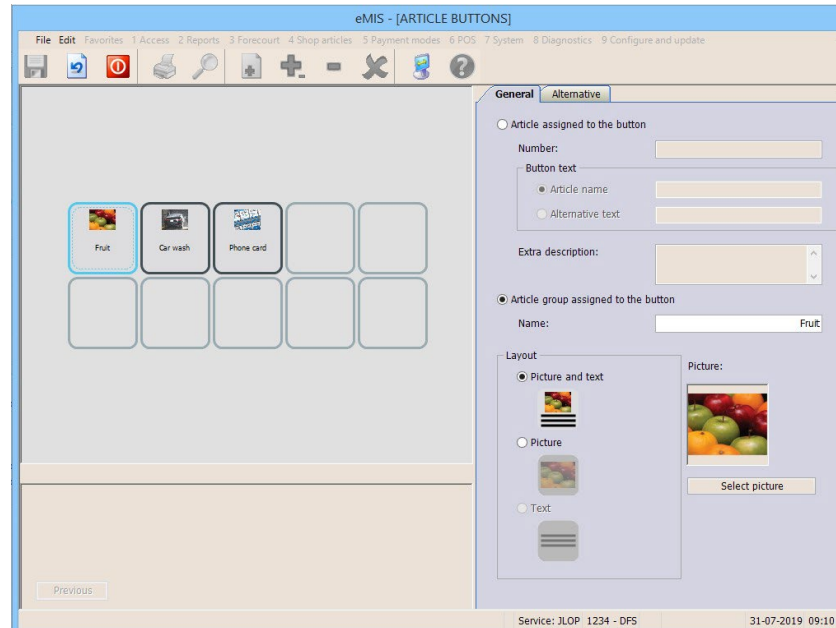 eMIS - [ARTICLE BUTTONS]
File Edit Favorites 1 Access 2 Reports 3 Forecourt 4 Shop articles 5 Payment modes 6 POS 7 System 8 Diagnostics 9 Configure and update
General Alternative
Article assigned to the button
Number:
Button text
Article name
Alternative text
Extra description:
Fruit Car wash Phone card
Article group assigned to the button
Name: Fruit
Layout
Picture and text
Picture:
Picture
Select picture
Text
Previous
Service: JLOP 1234 - DFS 31-07-2019 09:10